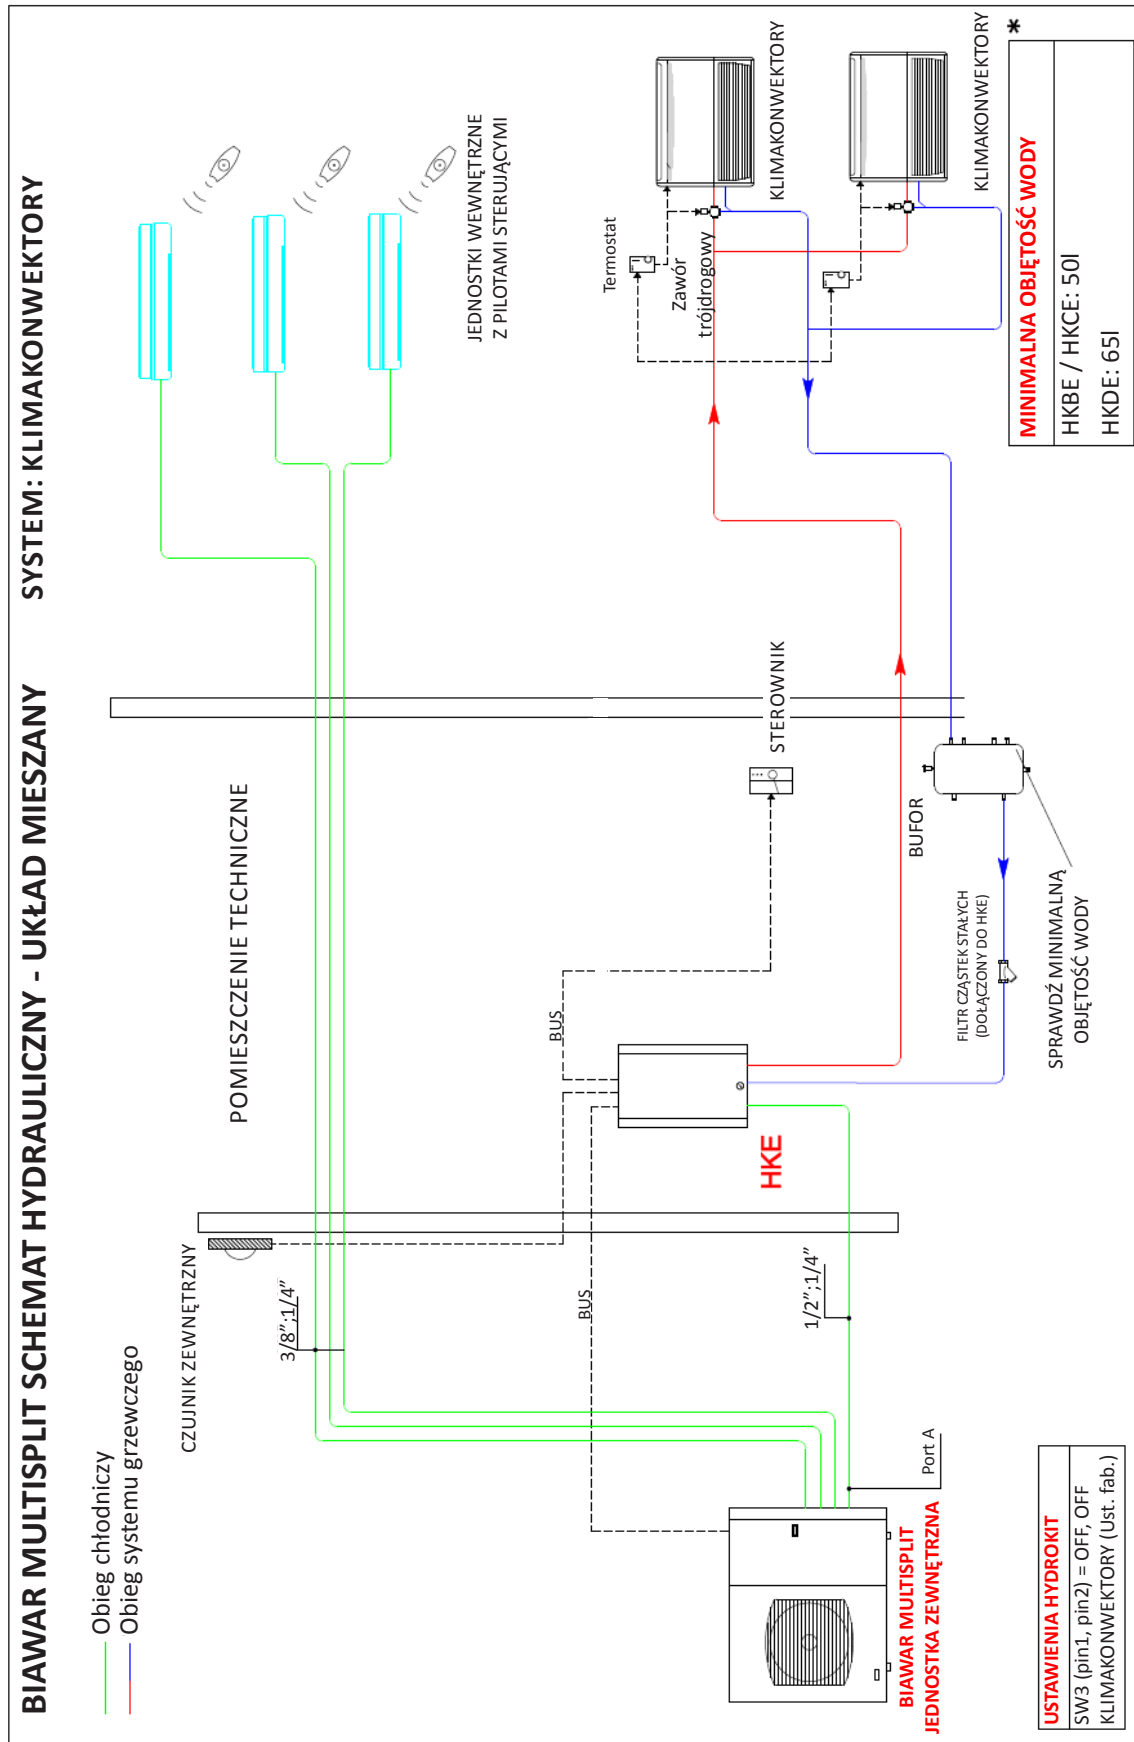 BIAWAR MULTISPLIT SCHEMAT HYDRAULICZNY - UKŁAD MIESZANY
SYSTEM: KLIMAKONWEKTORY
Obieg chłodniczy
Obieg systemu grzewczego
CZUJNIK ZEWNĘTRZNY
POMIESZCZENIE TECHNICZNE
3/8";1/4"
JEDNOSTKI WEWNĘTRZNE
Z PILOTAMI STERUJĄCYMI
BUS
BUS
Termostat
Zawór
trójdrogowy
KLIMAKONWEKTORY
STEROWNIK
HKE
1/2";1/4"
Port A
BIAWAR MULTISPLIT
JEDNOSTKA ZEWNĘTRZNA
BUFOR
FILTR CZĄSTEK STAŁYCH
(DOŁĄCZONY DO HKE)
KLIMAKONWEKTORY
SPRAWDŹ MINIMALNĄ
OBJĘTOŚĆ WODY
USTAWIENIA HYDROKIT
SW3 (pin1, pin2) = OFF, OFF
KLIMAKONWEKTORY (Ust. fab.)
*
MINIMALNA OBJĘTOŚĆ WODY
HKBE / HKCE: 50l
HKDE: 65l